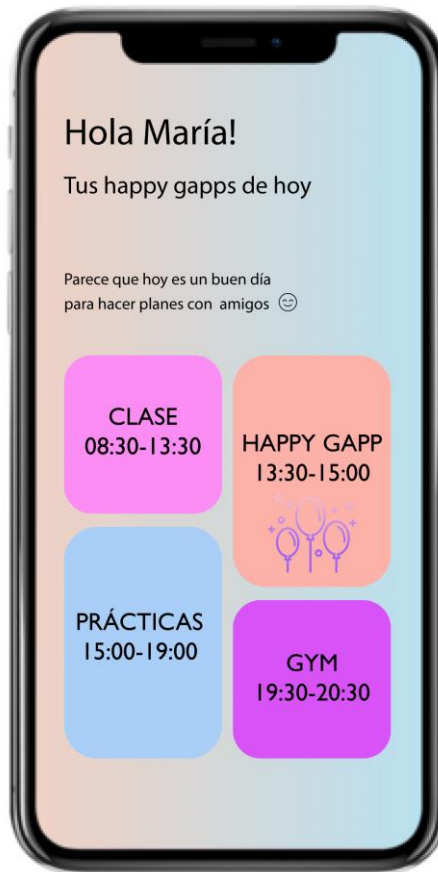 Hola María!
Tus happy gapps de hoy
Parece que hoy es un buen día
para hacer planes con amigos
CLASE
08:30-13:30
HAPPY GAPP
13:30-15:00
PRÁCTICAS
15:00-19:00
GYM
19:30-20:30